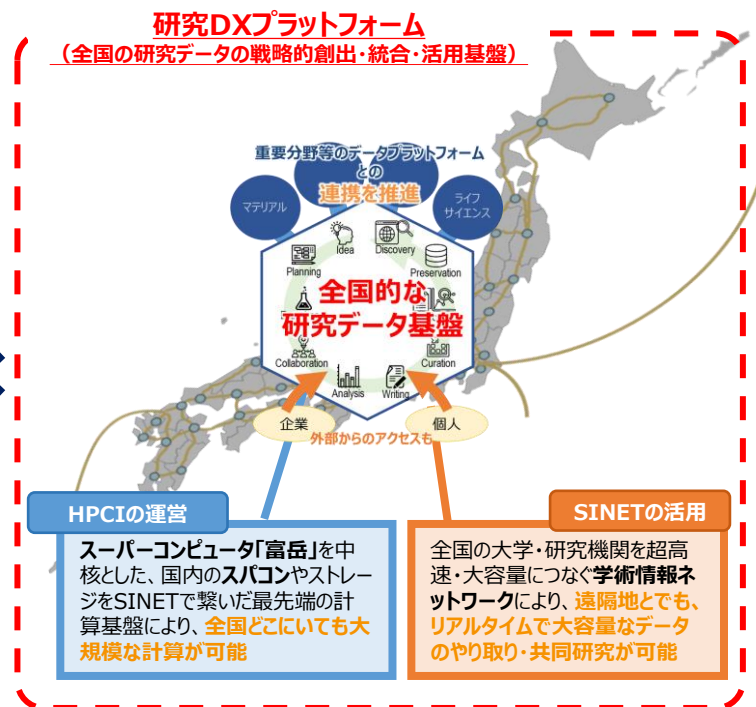 研究DXプラットフォーム
（全国の研究データの戦略的創出・統合・活用基盤）
重要分野等のデータプラットフォーム
との
連携を推進
マテリアル
ライフ
サイエンス
Idea
Discovery
Planning
Preservation
全国的な
研究データ基盤
Collaboration
Curation
Analysis
Writing
企業
個人
外部からのアクセスも
HPCIの運営
スーパーコンピュータ「富岳」を中
核とした、国内のスパコンやストレー
ジをSINETで繋いだ最先端の計
算基盤により、全国どこにいても大
規模な計算が可能
SINETの活用
全国の大学・研究機関を超高
速・大容量につなぐ学術情報ネ
ットワークにより、遠隔地とでも、
リアルタイムで大容量なデータ
のやり取り・共同研究が可能